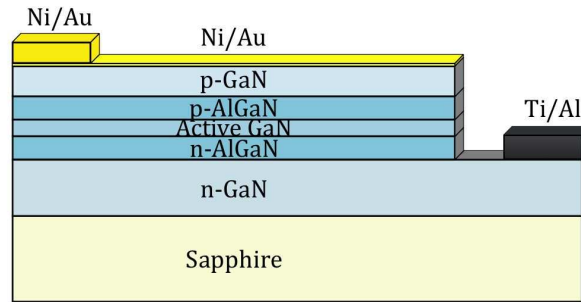 Ni/Au
Ni/Au
p-GaN
p-AlGaN
Active GaN
Ti/Al
n-AlGaN
n-GaN
Sapphire